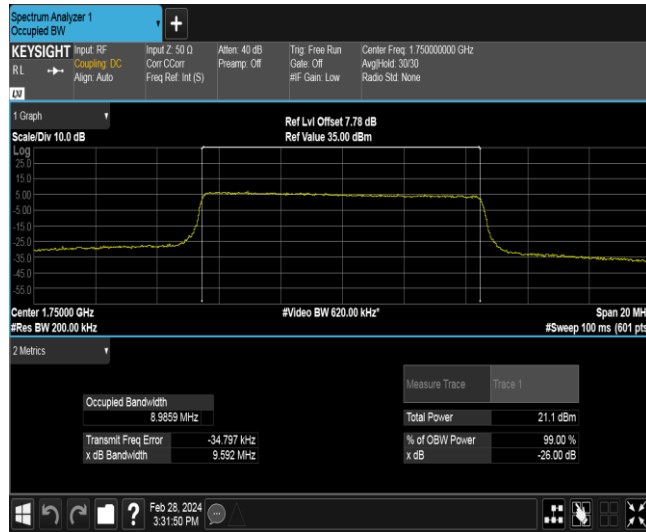 Spectrum Analyzer 1
Occupied BW
+
KEYSIGHT Input: RF Input Z: 50 Ω Atten: 40 dB Trig: Free Run Center Freq: 1.750000000 GHz
RL Coupling: DC Corr CCorr Preamp: Off Gate: Off Avg|Hold: 30/30
Align: Auto Freq Ref: Int (S) #IF Gain: Low Radio Std: None
LXI
1 Graph Ref Lvl Offset 7.78 dB
Scale/Div 10.0 dB Ref Value 35.00 dBm
Log
25.0
15.0
5.00
-5.00
-15.0
-25.0
-35.0
-45.0
-55.0
Center 1.75000 GHz #Video BW 620.00 kHz* Span 20 MH
#Res BW 200.00 kHz #Sweep 100 ms (601 pts
2 Metrics
Measure Trace Trace 1
Occupied Bandwidth
8.9859 MHz Total Power 21.1 dBm
Transmit Freq Error -34.797 kHz % of OBW Power 99.00 %
x dB Bandwidth 9.592 MHz x dB -26.00 dB
? Feb 28, 2024
3:31:50 PM